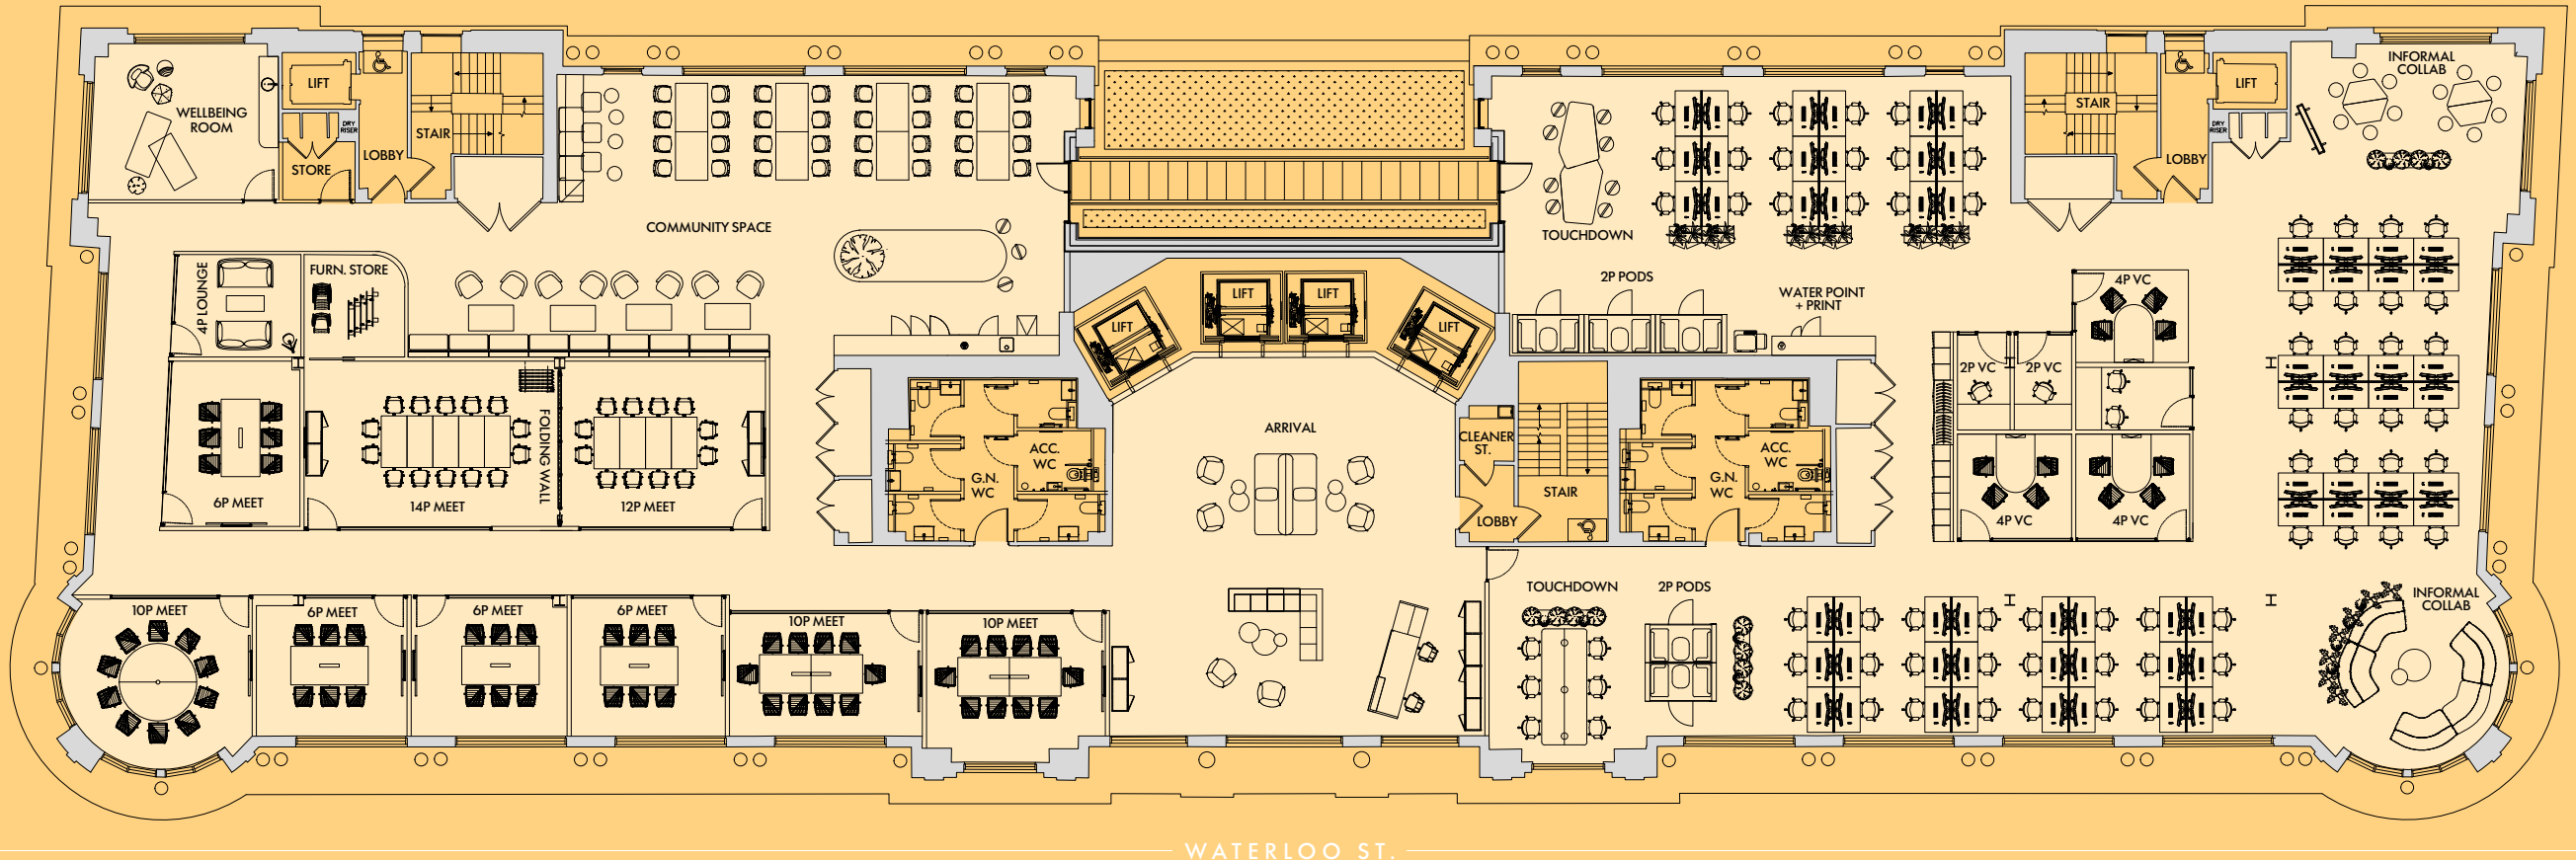 WELLBEING
ROOM
LIFT
DRY
RISER
STORE
LOBBY
STAIR
COMMUNITY SPACE
4P LOUNGE
FURN. STORE
6P MEET
14P MEET
FOLDING WALL
12P MEET
10P MEET
6P MEET
6P MEET
6P MEET
10P MEET
10P MEET
G.N.
WC
ACC.
WC
LIFT
LIFT
LIFT
LIFT
ARRIVAL
CLEANER
ST.
LOBBY
STAIR
G.N.
WC
ACC.
WC
TOUCHDOWN
2P PODS
WATER POINT
+ PRINT
STAIR
LOBBY
LIFT
DRY
RISER
INFORMAL
COLLAB
4P VC
2P VC
2P VC
4P VC
4P VC
TOUCHDOWN
2P PODS
INFORMAL
COLLAB
WATERLOO ST.